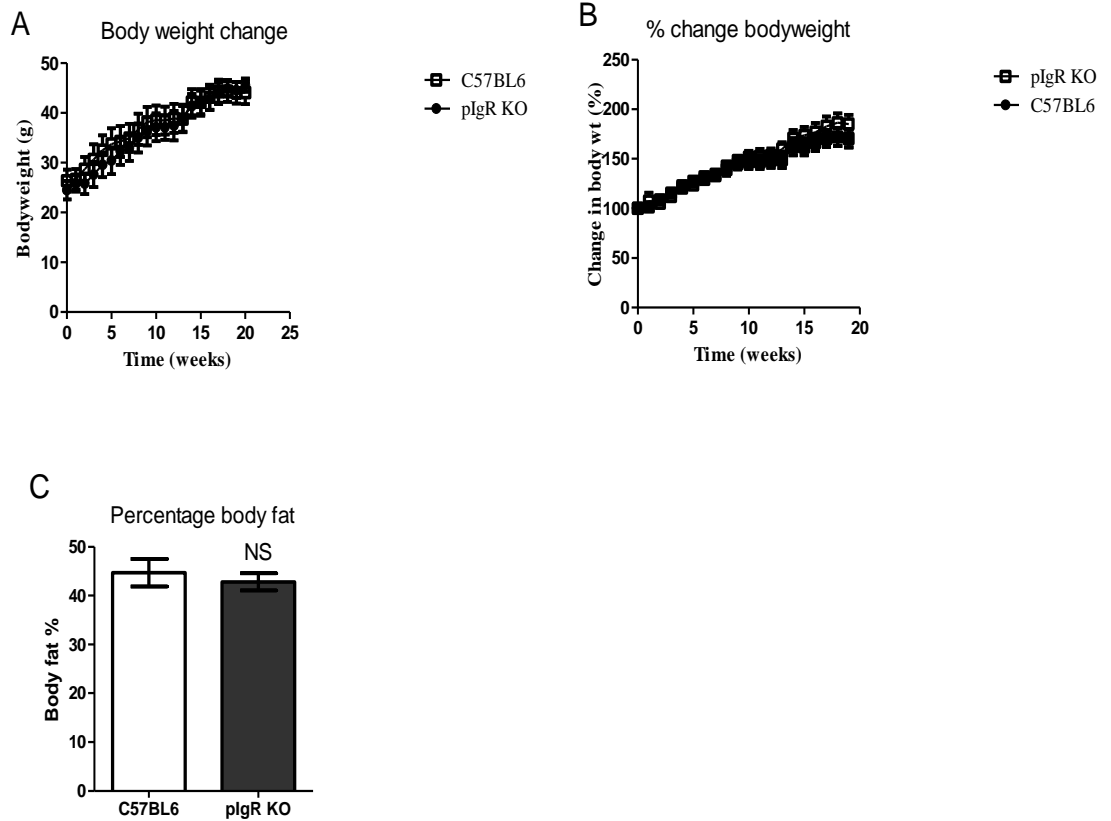 A
Body weight change
50
40
30
20
10
0
Bodyweight (g)
0 5 10 15 20 25
Time (weeks)
C57BL6
pIgR KO
B
% change bodyweight
250
200
150
100
50
0
Change in body wt (%)
0 5 10 15 20
Time (weeks)
pIgR KO
C57BL6
C
Percentage body fat
50
40
30
20
10
0
Body fat %
NS
C57BL6 pIgR KO